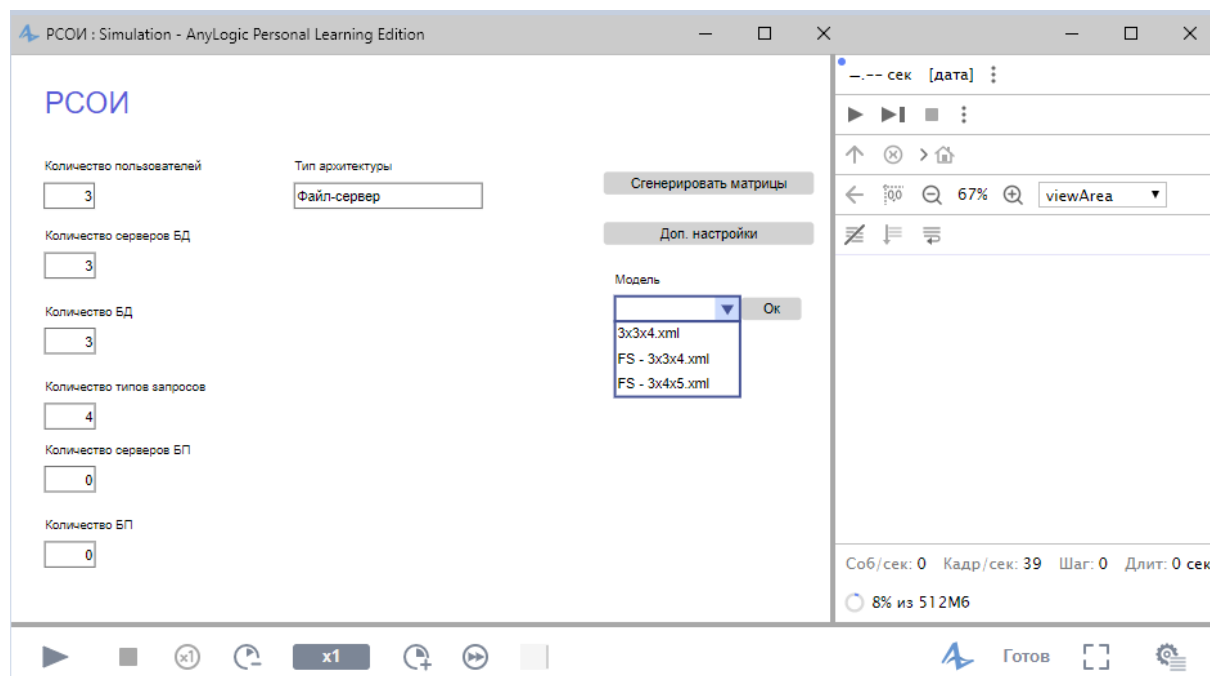 РСОИ : Simulation - AnyLogic Personal Learning Edition
РСОИ
Количество пользователей
3
Тип архитектуры
Файл-сервер
Количество серверов БД
3
Количество БД
3
Количество типов запросов
4
Количество серверов БП
0
Количество БП
0
Сгенерировать матрицы
Доп. настройки
Модель
Ок
3x3x4.xml
FS - 3x3x4.xml
FS - 3x4x5.xml
–.-- сек [дата]
0,0
67%
viewArea
Соб/сек: 0 Кадр/сек: 39 Шаг: 0 Длит: 0 сек
8% из 512Мб
x1
x1
Готов